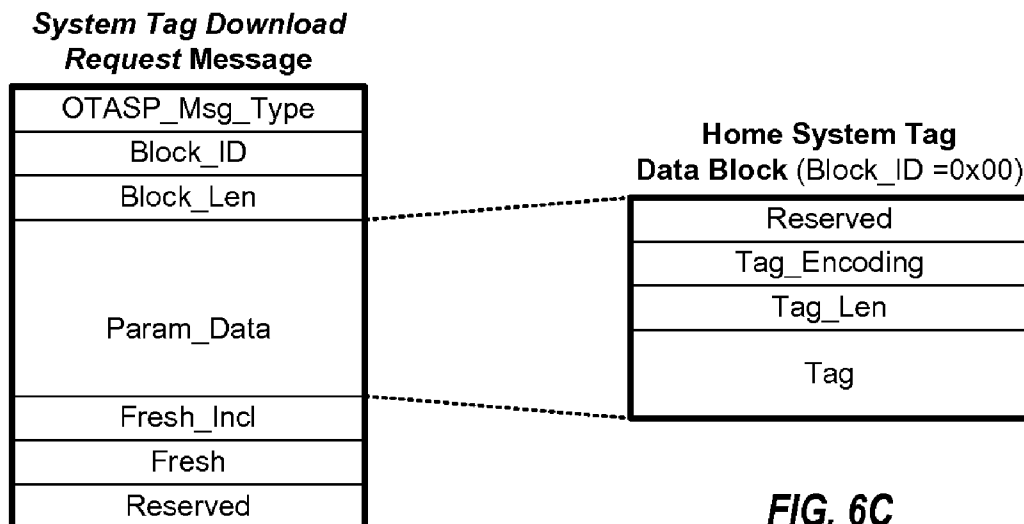 System Tag Download
Request Message
OTASP_Msg_Type
Block_ID
Block_Len
Param_Data
Fresh_Incl
Fresh
Reserved
Home System Tag
Data Block (Block_ID =0x00)
Reserved
Tag_Encoding
Tag_Len
Tag
FIG. 6C